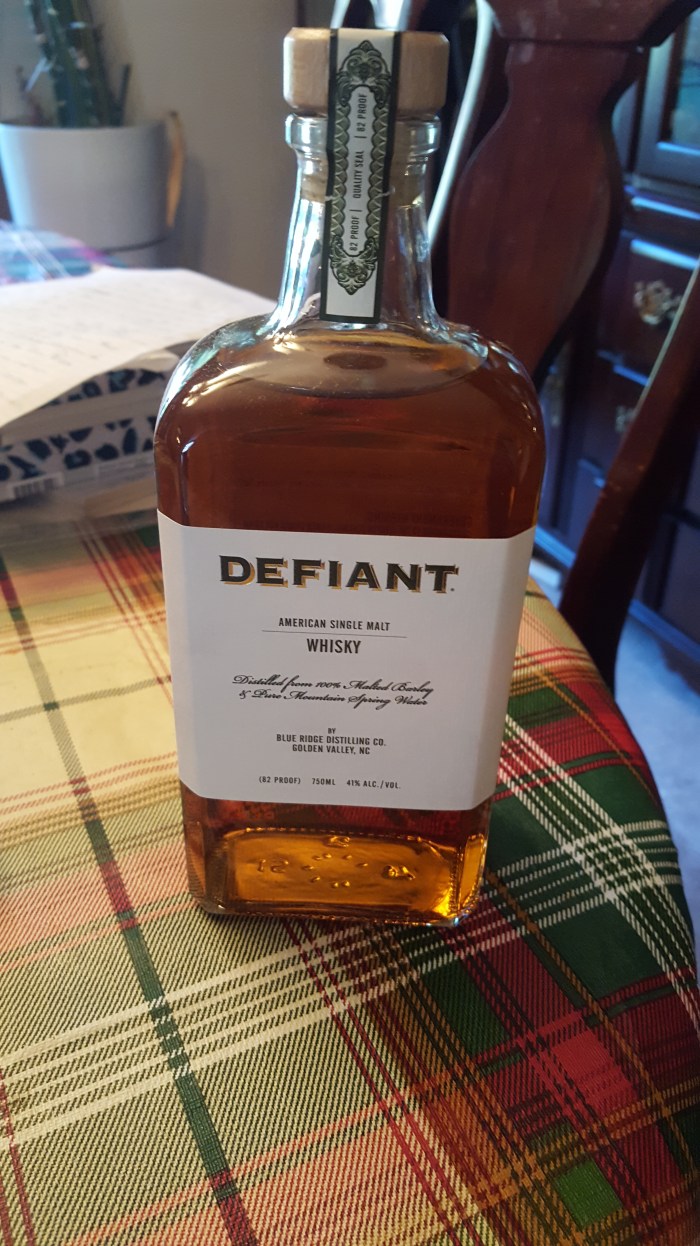 82 PROOF | QUALITY SEAL | 82 PROOF
DEFIANT
AMERICAN SINGLE MALT
WHISKY
Distilled from 100% Malted Barley
& Pure Mountain Spring Water
BY
BLUE RIDGE DISTILLING CO.
GOLDEN VALLEY, NC
(82 PROOF) 750ML 41% ALC./VOL.